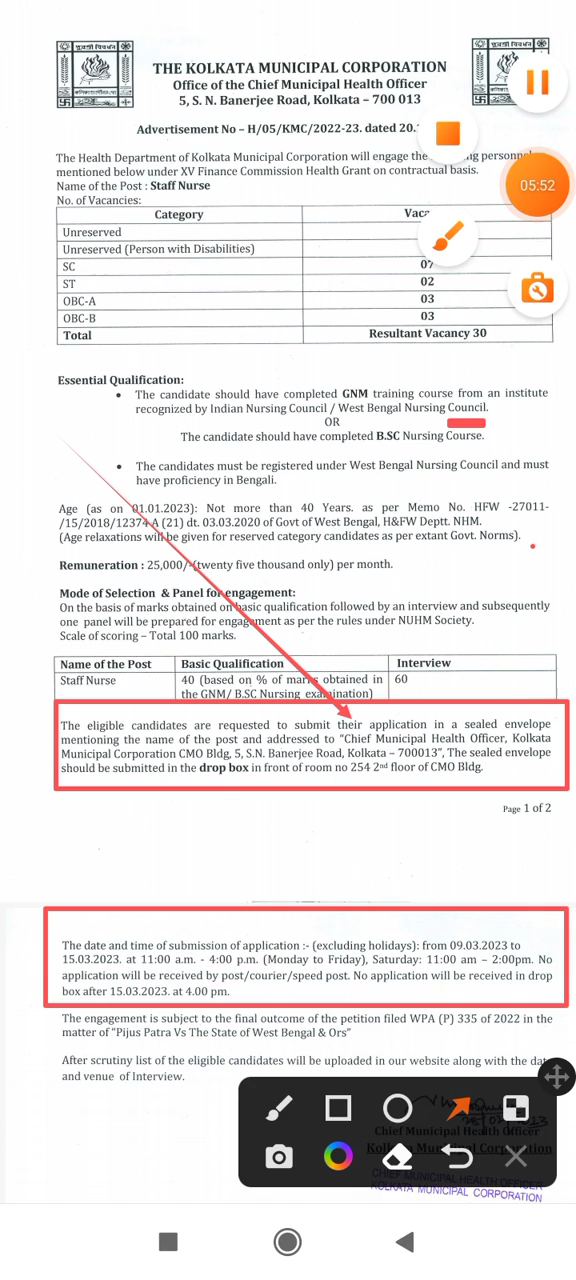 THE KOLKATA MUNICIPAL CORPORATION
Office of the Chief Municipal Health Officer
5, S. N. Banerjee Road, Kolkata – 700 013
Advertisement No – H/05/KMC/2022-23. dated 20.
The Health Department of Kolkata Municipal Corporation will engage the
mentioned below under XV Finance Commission Health Grant on contractual basis.
Name of the Post : Staff Nurse
No. of Vacancies:
Category
Unreserved
Unreserved (Person with Disabilities)
SC 07
ST 02
OBC-A 03
OBC-B 03
Total Resultant Vacancy 30
05:52
Essential Qualification:
• The candidate should have completed GNM training course from an institute
recognized by Indian Nursing Council / West Bengal Nursing Council.
OR
The candidate should have completed B.SC Nursing Course.
• The candidates must be registered under West Bengal Nursing Council and must
have proficiency in Bengali.
Age (as on 01.01.2023): Not more than 40 Years. as per Memo No. HFW -27011-
/15/2018/12374-A (21) dt. 03.03.2020 of Govt of West Bengal, H&FW Deptt. NHM.
(Age relaxations will be given for reserved category candidates as per extant Govt. Norms).
Remuneration : 25,000/-(twenty five thousand only) per month.
Mode of Selection & Panel for engagement:
On the basis of marks obtained on basic qualification followed by an interview and subsequently
one panel will be prepared for engagement as per the rules under NUHM Society.
Scale of scoring – Total 100 marks.
Name of the Post Basic Qualification Interview
Staff Nurse 40 (based on % of marks obtained in 60
the GNM/ B.SC Nursing examination)
The eligible candidates are requested to submit their application in a sealed envelope
mentioning the name of the post and addressed to "Chief Municipal Health Officer, Kolkata
Municipal Corporation CMO Bldg, 5, S.N. Banerjee Road, Kolkata – 700013", The sealed envelope
should be submitted in the drop box in front of room no 254 2nd floor of CMO Bldg.
Page 1 of 2
The date and time of submission of application :- (excluding holidays): from 09.03.2023 to
15.03.2023. at 11:00 a.m. - 4:00 p.m. (Monday to Friday), Saturday: 11:00 am – 2:00pm. No
application will be received by post/courier/speed post. No application will be received in drop
box after 15.03.2023. at 4.00 pm.
The engagement is subject to the final outcome of the petition filed WPA (P) 335 of 2022 in the
matter of "Pijus Patra Vs The State of West Bengal & Ors"
After scrutiny list of the eligible candidates will be uploaded in our website along with the
and venue of Interview.
Chief Municipal Health Officer
Kolkata Municipal Corporation
CHIEF MUNICIPAL HEALTH OFFICER
KOLKATA MUNICIPAL CORPORATION